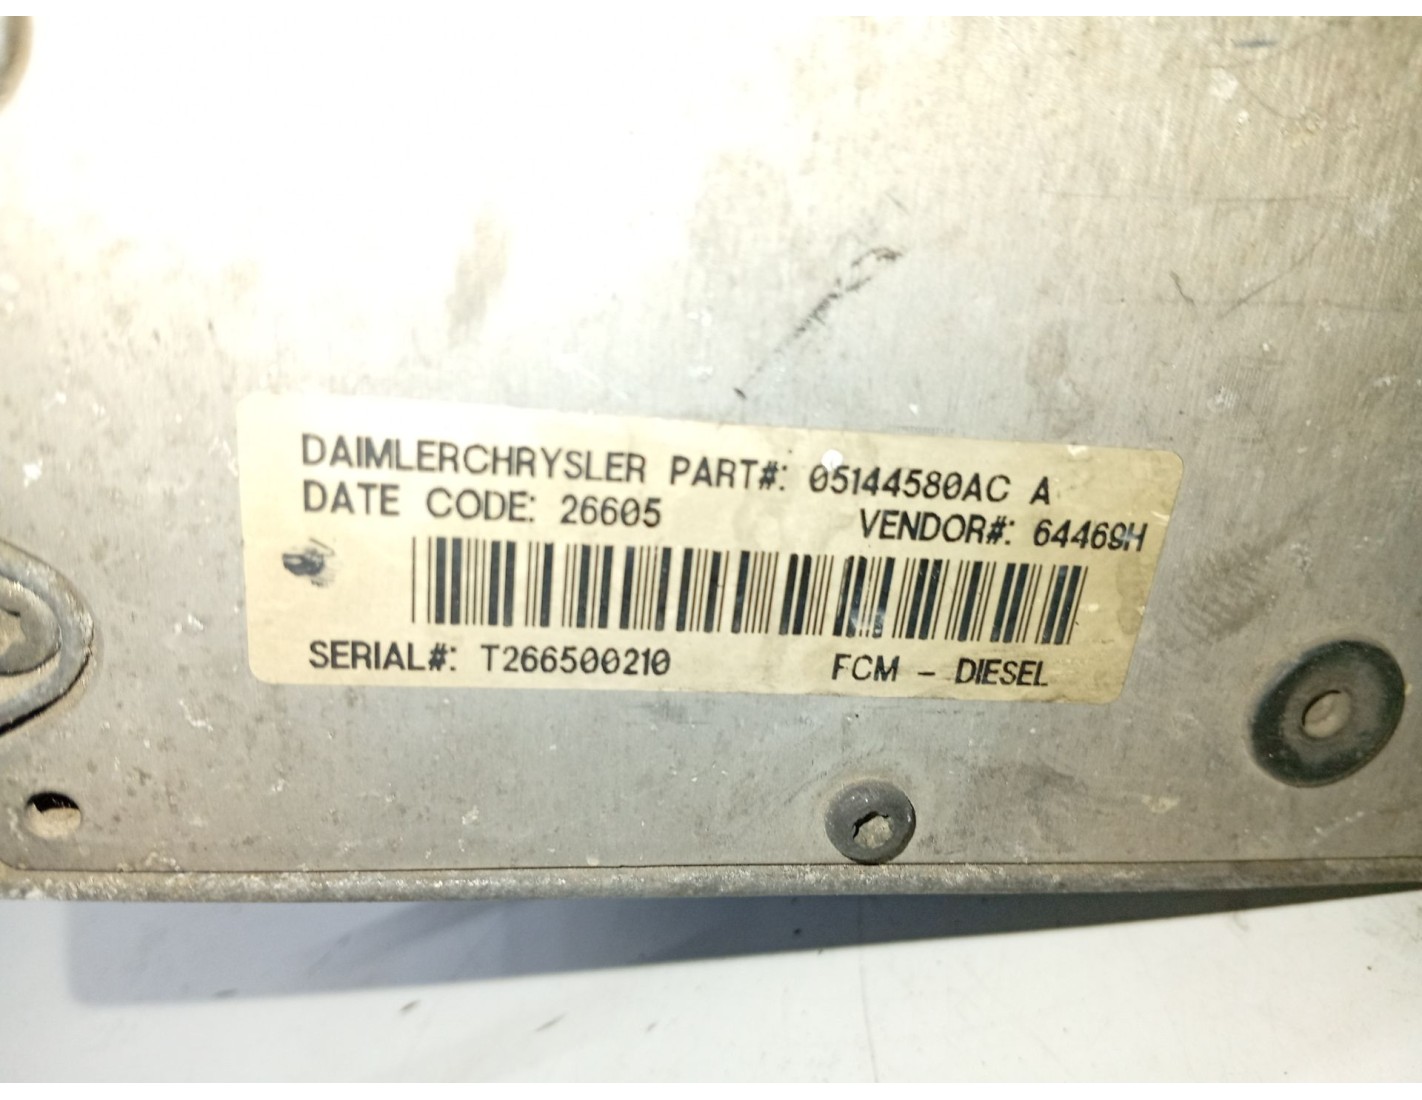 DAIMLERCHRYSLER PART#: 05144580AC A
DATE CODE: 26605
VENDOR#: 64469H
SERIAL#: T266500210
FCM - DIESEL